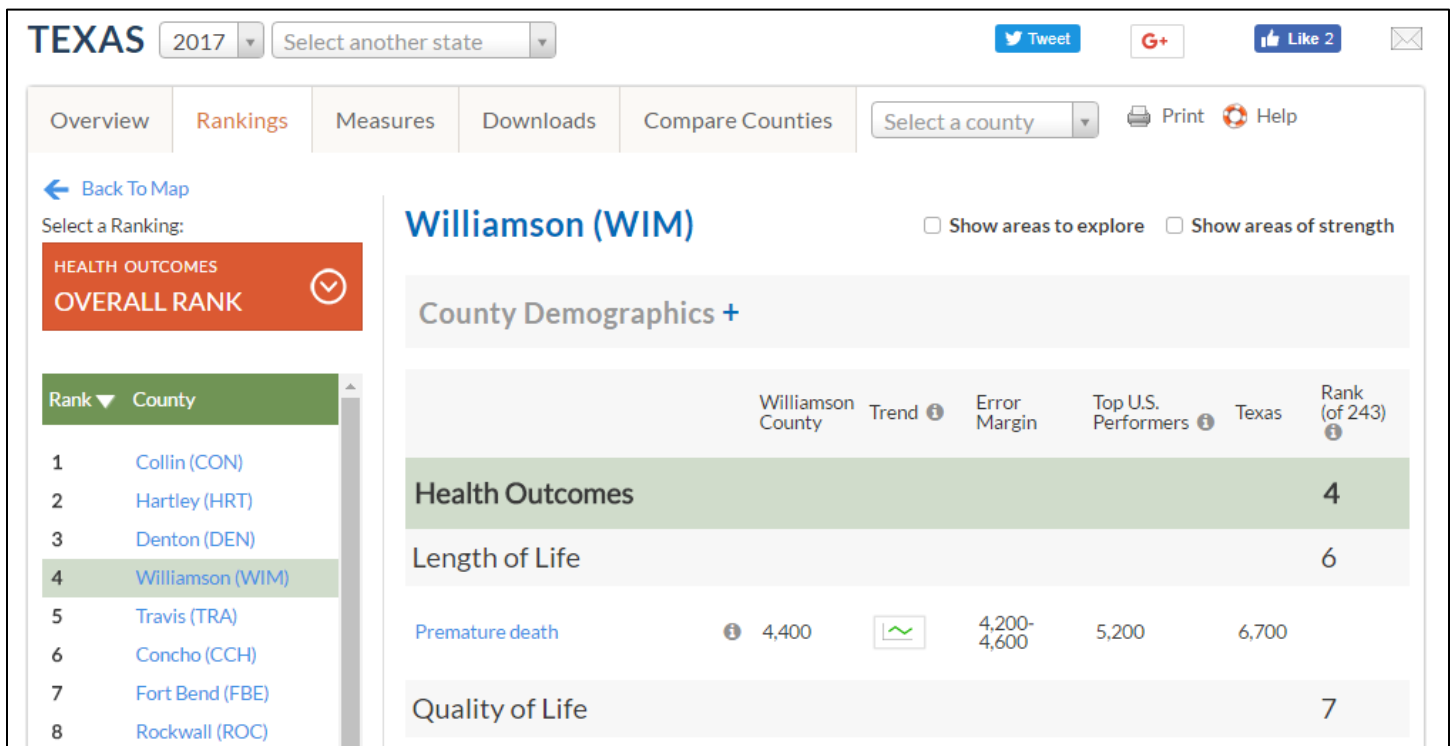 TEXAS 2017 Select another state Tweet G+ Like 2
Overview Rankings Measures Downloads Compare Counties Select a county Print Help
Back To Map
Select a Ranking:
HEALTH OUTCOMES
OVERALL RANK
Rank County
1 Collin (CON)
2 Hartley (HRT)
3 Denton (DEN)
4 Williamson (WIM)
5 Travis (TRA)
6 Concho (CCH)
7 Fort Bend (FBE)
8 Rockwall (ROC)
Williamson (WIM) Show areas to explore Show areas of strength
County Demographics +
Williamson County Trend Error Margin Top U.S. Performers Texas Rank (of 243)
Health Outcomes 4
Length of Life 6
Premature death 4,400 4,200-4,600 5,200 6,700
Quality of Life 7